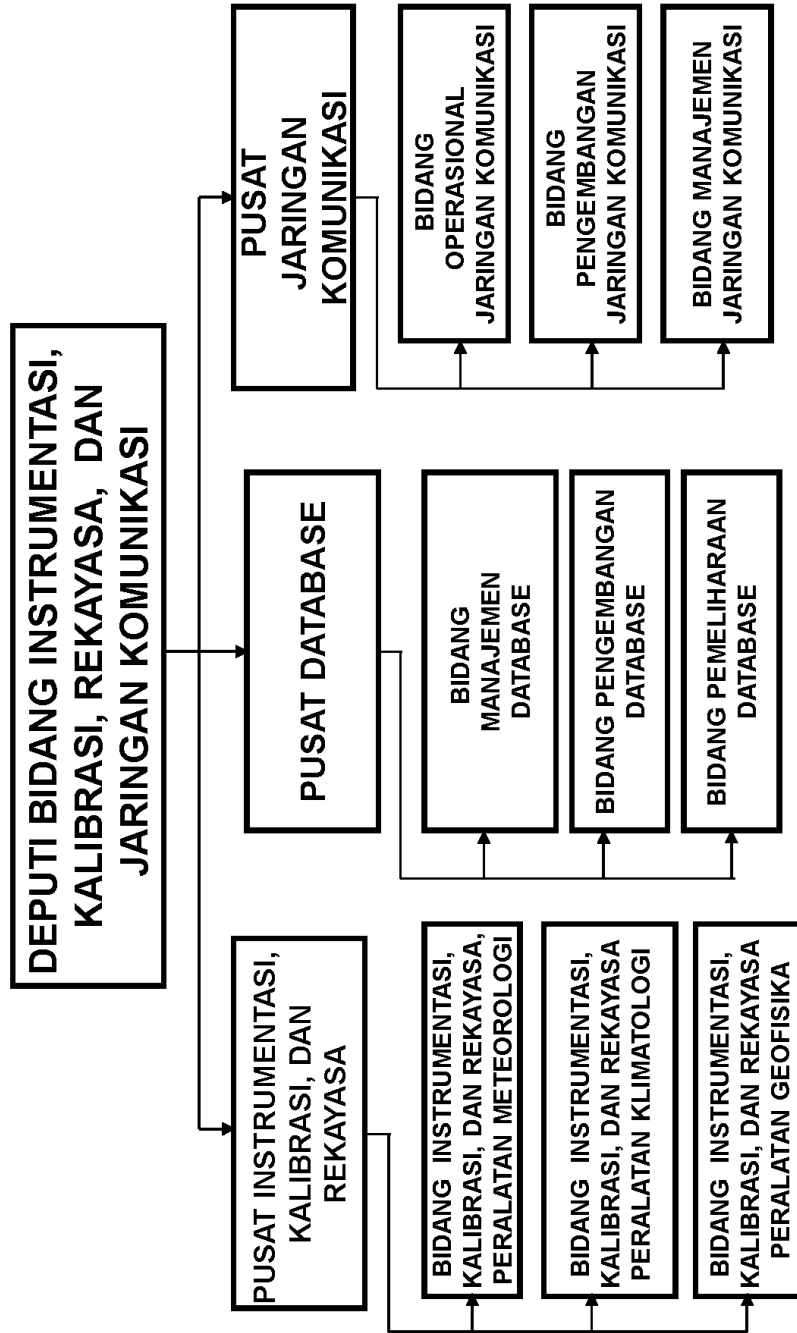 DEPUTI BIDANG INSTRUMENTASI,
KALIBRASI, REKAYASA, DAN
JARINGAN KOMUNIKASI
PUSAT INSTRUMENTASI,
KALIBRASI, DAN
REKAYASA
BIDANG INSTRUMENTASI,
KALIBRASI, DAN REKAYASA,
PERALATAN METEOROLOGI
BIDANG INSTRUMENTASI,
KALIBRASI, DAN REKAYASA
PERALATAN KLIMATOLOGI
BIDANG INSTRUMENTASI,
KALIBRASI, DAN REKAYASA
PERALATAN GEOFISIKA
PUSAT DATABASE
BIDANG
MANAJEMEN
DATABASE
BIDANG PENGEMBANGAN
DATABASE
BIDANG PEMELIHARAAN
DATABASE
PUSAT
JARINGAN
KOMUNIKASI
BIDANG
OPERASIONAL
JARINGAN KOMUNIKASI
BIDANG
PENGEMBANGAN
JARINGAN KOMUNIKASI
BIDANG MANAJEMEN
JARINGAN KOMUNIKASI